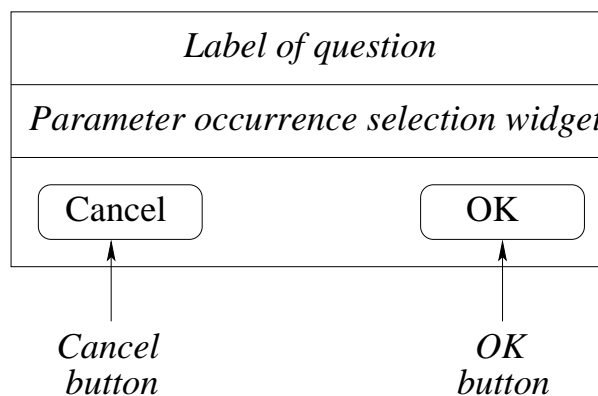 Label of question
Parameter occurrence selection widget
Cancel
OK
Cancel
button
OK
button